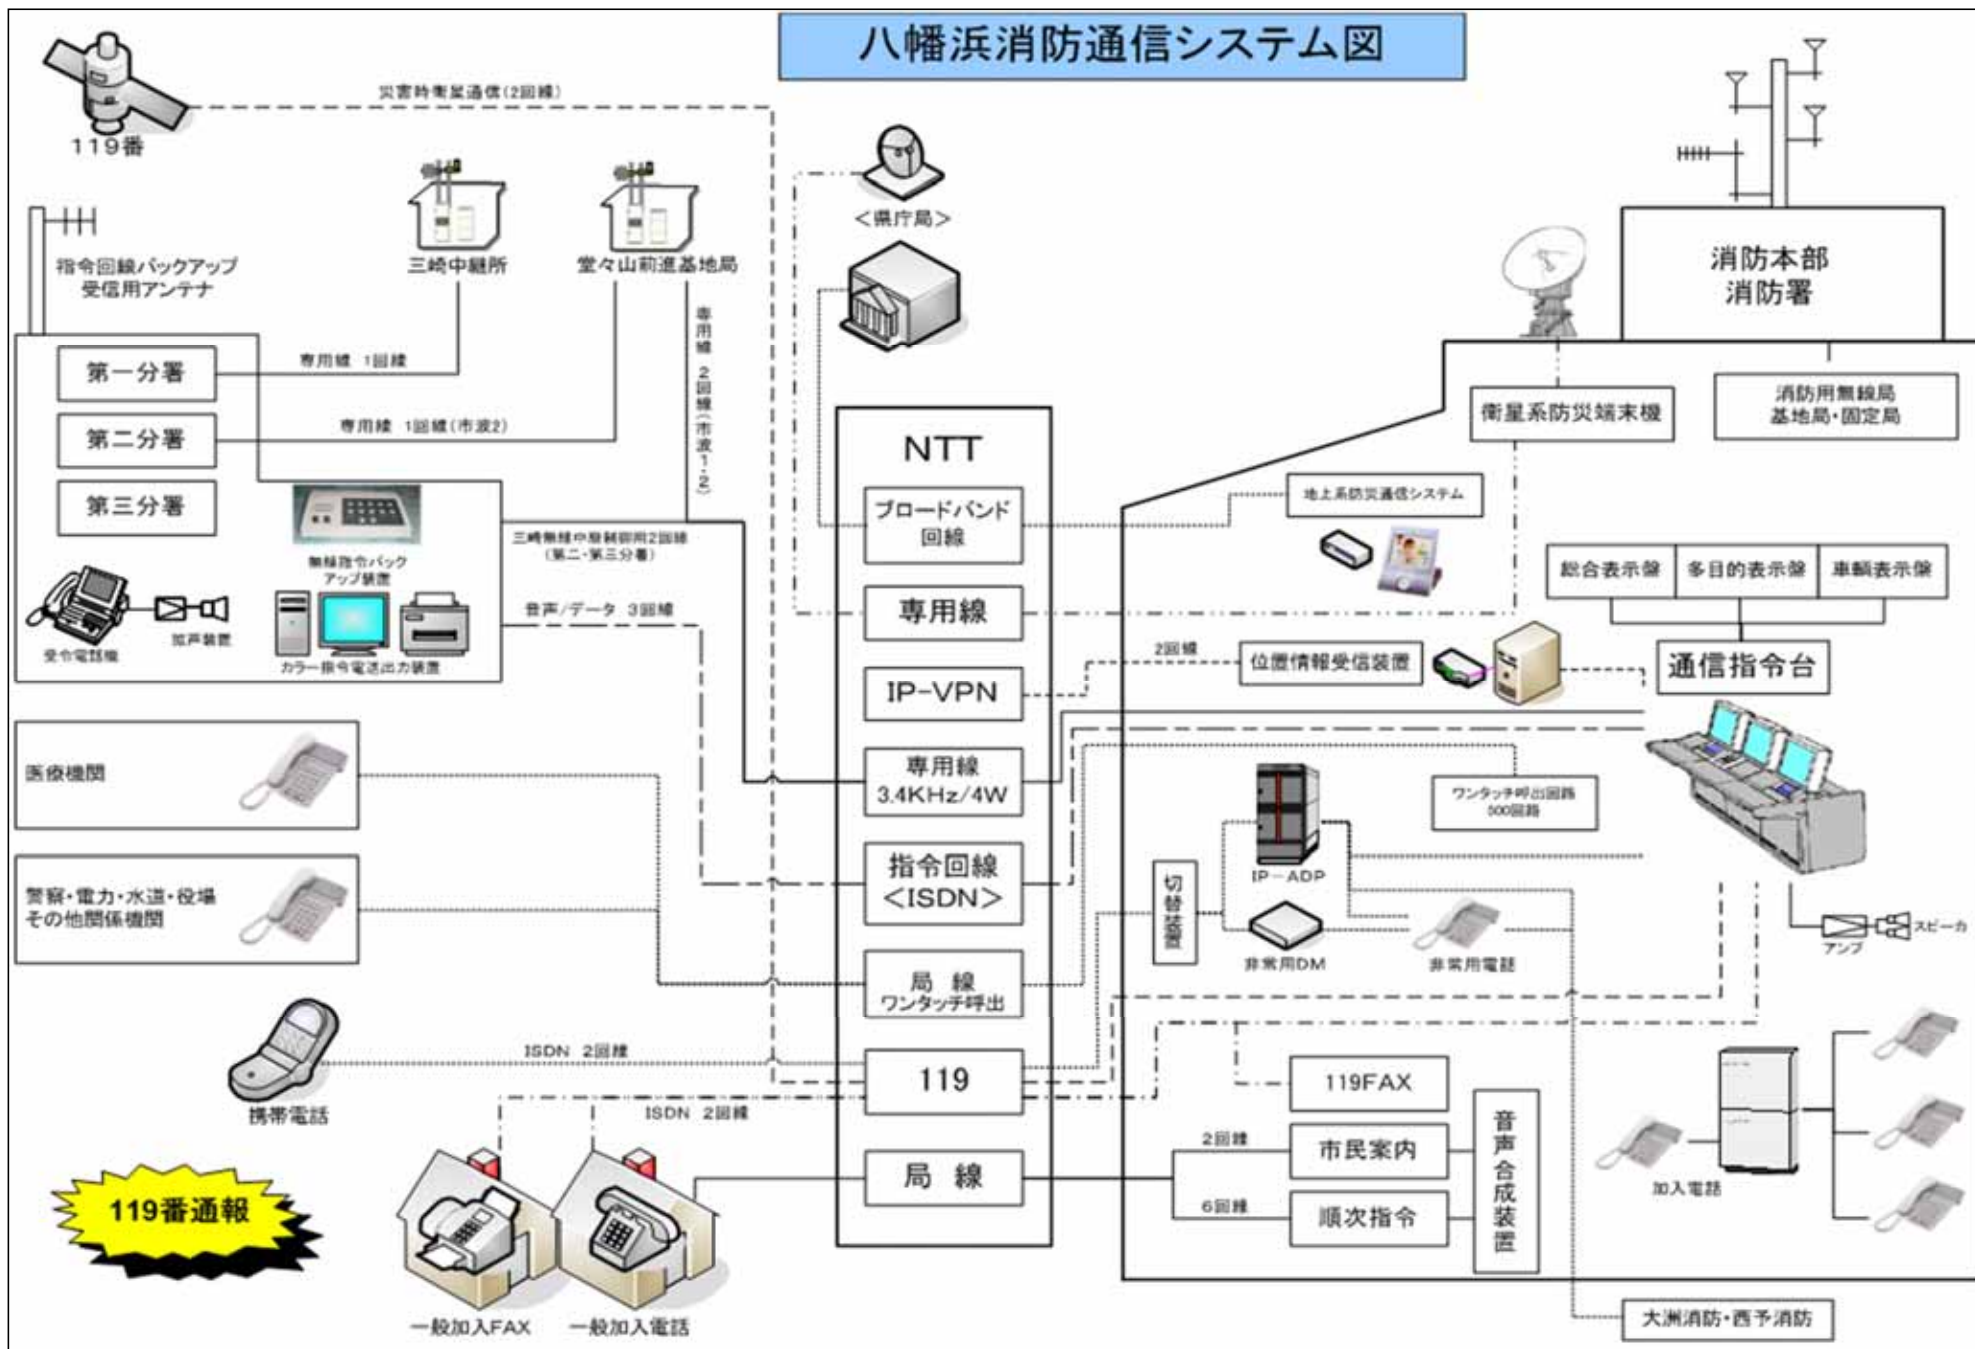 八幡浜消防通信システム図
災害時衛星通信(2回線)
119番
<県庁局>
三崎中継所
堂々山前進基地局
指令回線バックアップ
受信用アンテナ
消防本部
消防署
専用線 1回線
専用線 2回線(市波1・2)
第一分署
専用線 1回線(市波2)
第二分署
第三分署
無線指令バック
アップ装置
三崎無線中継制御用2回線
(第二・第三分署)
音声/データ 3回線
受令電話機
拡声装置
カラー指令電送出力装置
NTT
ブロードバンド
回線
専用線
IP-VPN
専用線
3.4KHz/4W
指令回線
<ISDN>
局 線
ワンタッチ呼出
119
局 線
衛星系防災端末機
消防用無線局
基地局・固定局
地上系防災通信システム
総合表示盤
多目的表示盤
車輌表示盤
2回線
位置情報受信装置
通信指令台
ワンタッチ呼出回路
500回路
IP-ADP
切替装置
非常用DM
非常用電話
アンプ
スピーカ
医療機関
警察・電力・水道・役場
その他関係機関
ISDN 2回線
携帯電話
ISDN 2回線
119FAX
2回線
市民案内
6回線
順次指令
音声合成装置
加入電話
119番通報
一般加入FAX
一般加入電話
大洲消防・西予消防